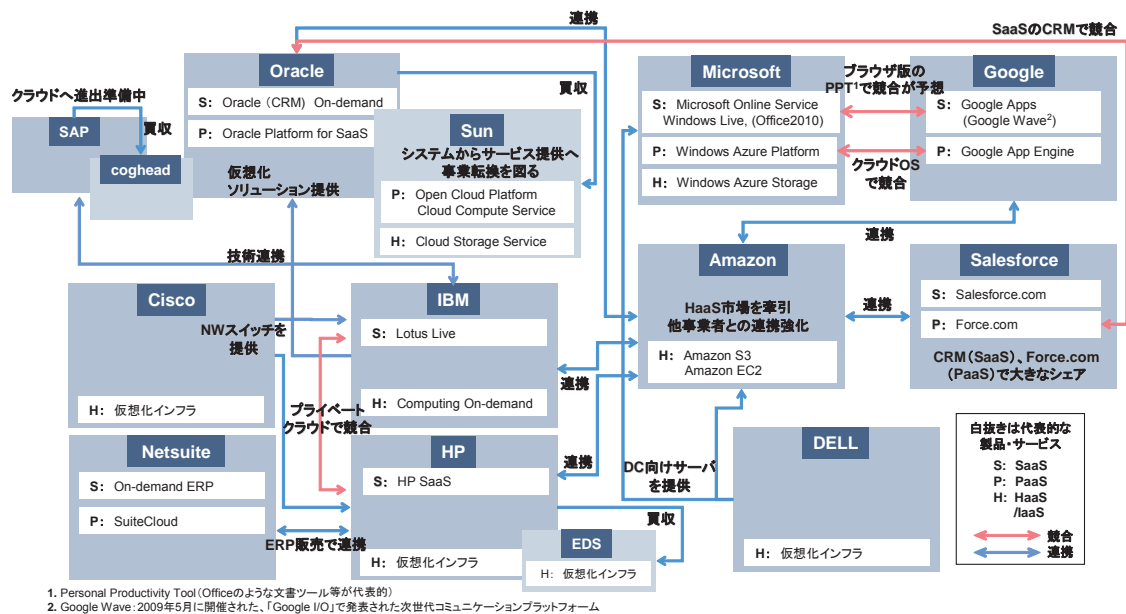 連携
SaaSのCRMで競合
Oracle
S: Oracle (CRM) On-demand
P: Oracle Platform for SaaS
買収
クラウドへ進出準備中
SAP
買収
coghead
仮想化
ソリューション提供
Sun
システムからサービス提供へ
事業転換を図る
P: Open Cloud Platform
Cloud Compute Service
H: Cloud Storage Service
Microsoft
S: Microsoft Online Service
Windows Live, (Office2010)
P: Windows Azure Platform
H: Windows Azure Storage
ブラウザ版の
PPT1で競合が予想
クラウドOS
で競合
Google
S: Google Apps
(Google Wave2)
P: Google App Engine
連携
技術連携
Cisco
NWスイッチを
提供
H: 仮想化インフラ
IBM
S: Lotus Live
H: Computing On-demand
プライベート
クラウドで競合
連携
Amazon
HaaS市場を牽引
他事業者との連携強化
H: Amazon S3
Amazon EC2
連携
Salesforce
S: Salesforce.com
P: Force.com
CRM(SaaS)、Force.com
(PaaS)で大きなシェア
Netsuite
S: On-demand ERP
P: SuiteCloud
ERP販売で連携
HP
S: HP SaaS
H: 仮想化インフラ
連携
買収
EDS
H: 仮想化インフラ
DC向けサーバ
を提供
DELL
H: 仮想化インフラ
白抜きは代表的な
製品・サービス
S: SaaS
P: PaaS
H: HaaS
/IaaS
競合
連携
1. Personal Productivity Tool(Officeのような文書ツール等が代表的)
2. Google Wave:2009年5月に開催された、「Google I/O」で発表された次世代コミュニケーションプラットフォーム